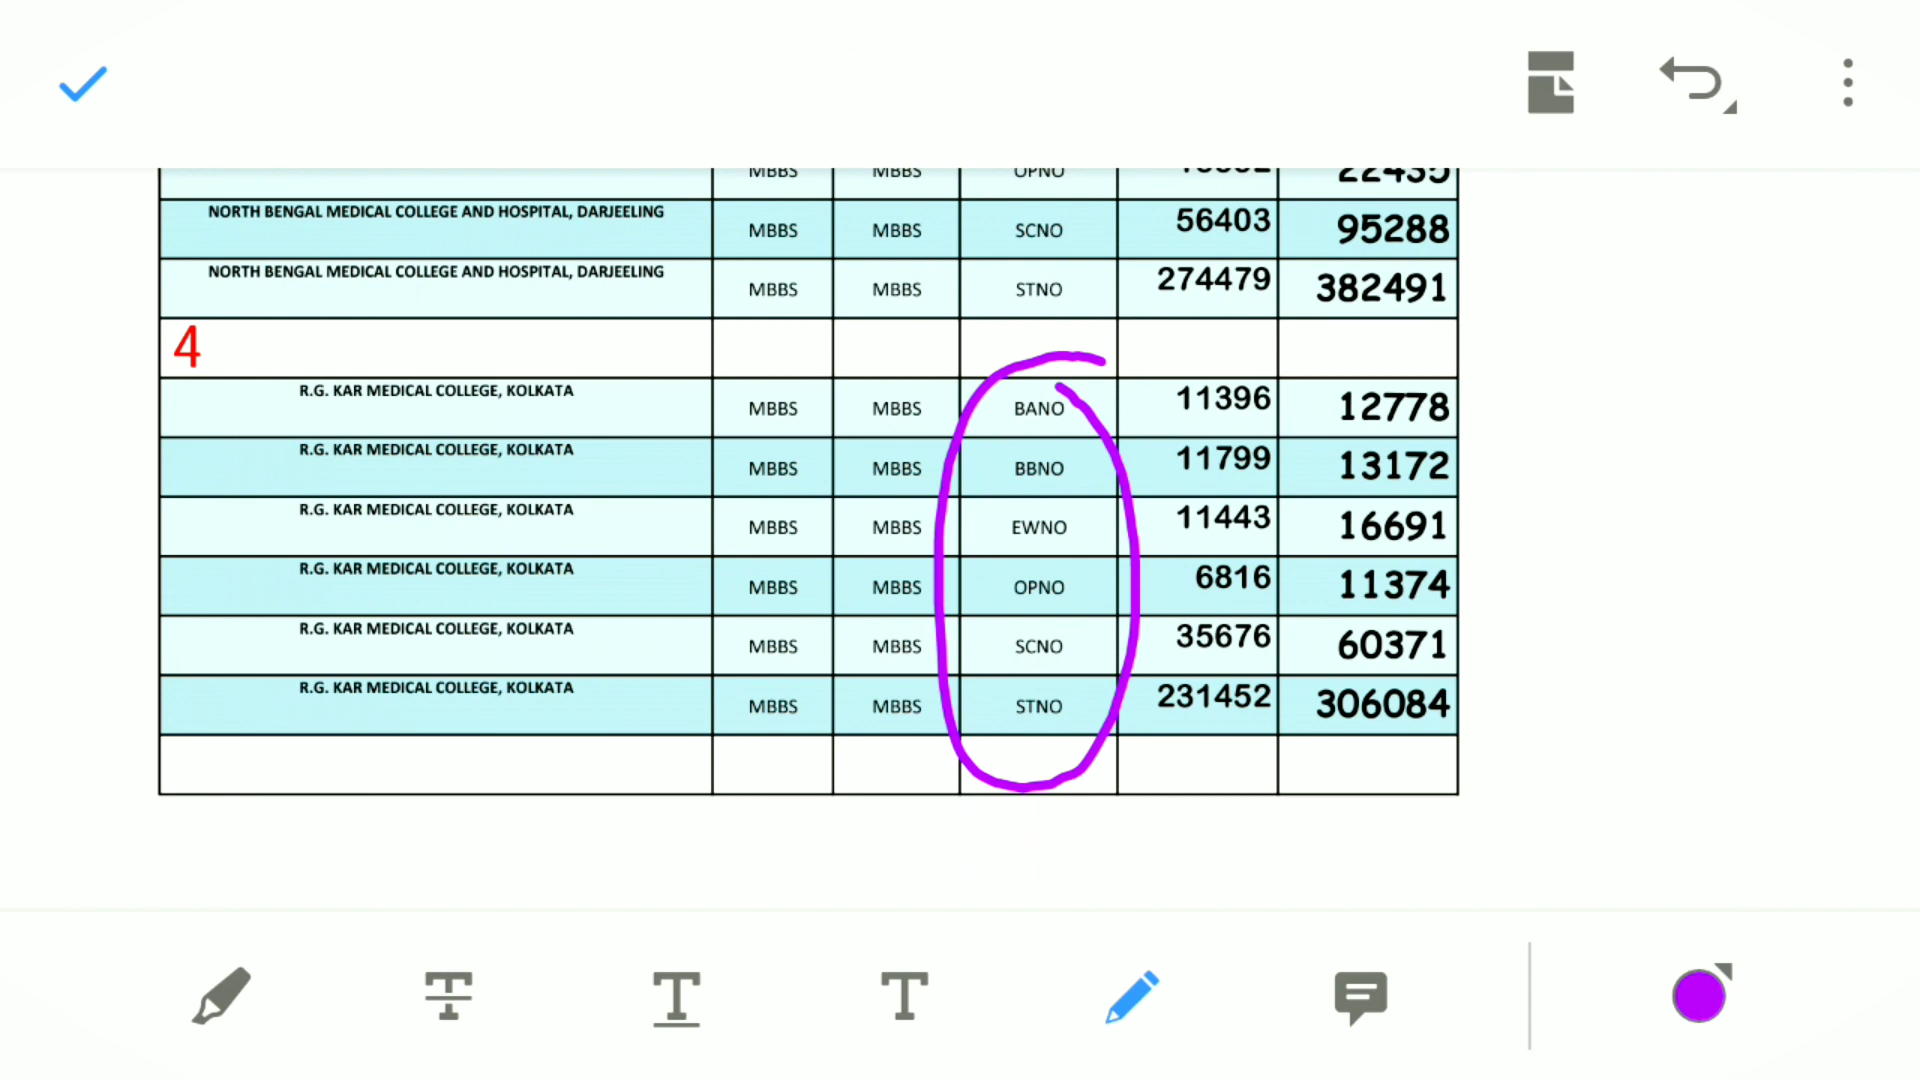 MBBS MBBS OPNO 22435
NORTH BENGAL MEDICAL COLLEGE AND HOSPITAL, DARJEELING MBBS MBBS SCNO 56403 95288
NORTH BENGAL MEDICAL COLLEGE AND HOSPITAL, DARJEELING MBBS MBBS STNO 274479 382491
4
R.G. KAR MEDICAL COLLEGE, KOLKATA MBBS MBBS BANO 11396 12778
R.G. KAR MEDICAL COLLEGE, KOLKATA MBBS MBBS BBNO 11799 13172
R.G. KAR MEDICAL COLLEGE, KOLKATA MBBS MBBS EWNO 11443 16691
R.G. KAR MEDICAL COLLEGE, KOLKATA MBBS MBBS OPNO 6816 11374
R.G. KAR MEDICAL COLLEGE, KOLKATA MBBS MBBS SCNO 35676 60371
R.G. KAR MEDICAL COLLEGE, KOLKATA MBBS MBBS STNO 231452 306084